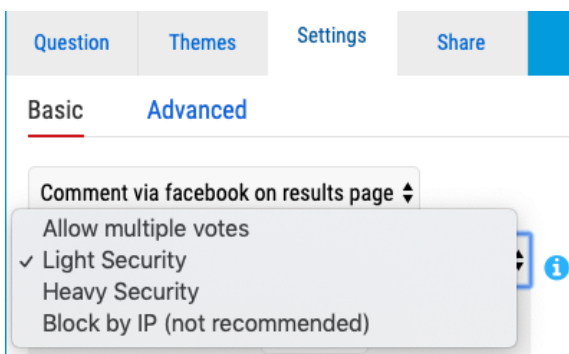 Question Themes Settings Share
Basic Advanced
Comment via facebook on results page
Allow multiple votes
✓ Light Security
Heavy Security
Block by IP (not recommended)